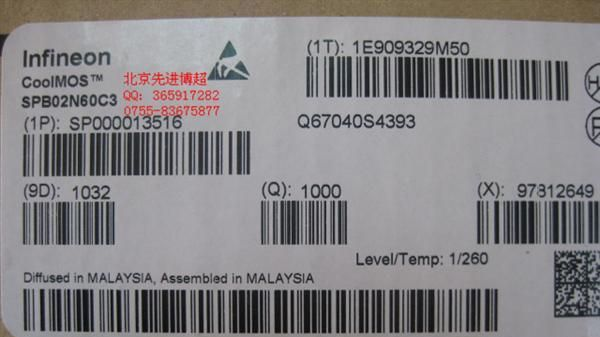 Infineon
CoolMOS™
SPB02N60C3
北京先进博超
QQ: 365917282
0755-83675877
(1T): 1E909329M50
(1P): SP000013516
Q67040S4393
(9D): 1032
(Q): 1000
(X): 97812649
Level/Temp: 1/260
Diffused in MALAYSIA, Assembled in MALAYSIA